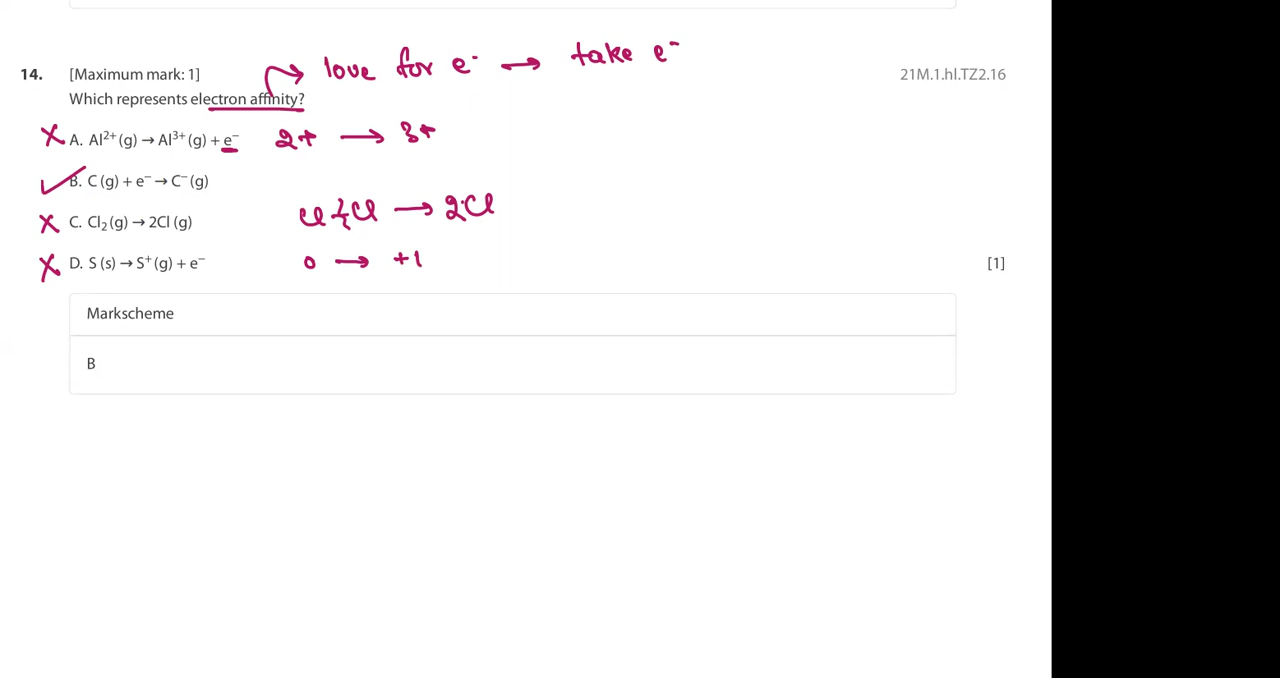 love for e⁻ → take e⁻
14. [Maximum mark: 1] 21M.1.hl.TZ2.16
Which represents electron affinity?
X A. Al²⁺ (g) → Al³⁺ (g) + e⁻ 2+ → 3+
✓ B. C (g) + e⁻ → C⁻ (g)
X C. Cl₂ (g) → 2Cl (g) Cl Cl → 2Cl
X D. S (s) → S⁺ (g) + e⁻ 0 → +1 [1]
Markscheme
B